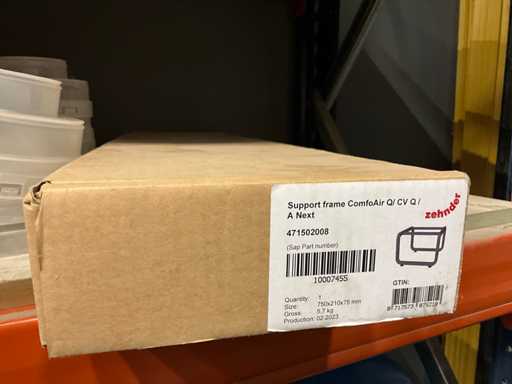 Support frame ComfoAir Q/ CV Q /
A Next
zehnder
471502008
(Sap Part number)
10007455
GTIN:
Quantity: 1
Size: 750x210x75 mm
Gross: 5,7 kg
Production: 02.2023